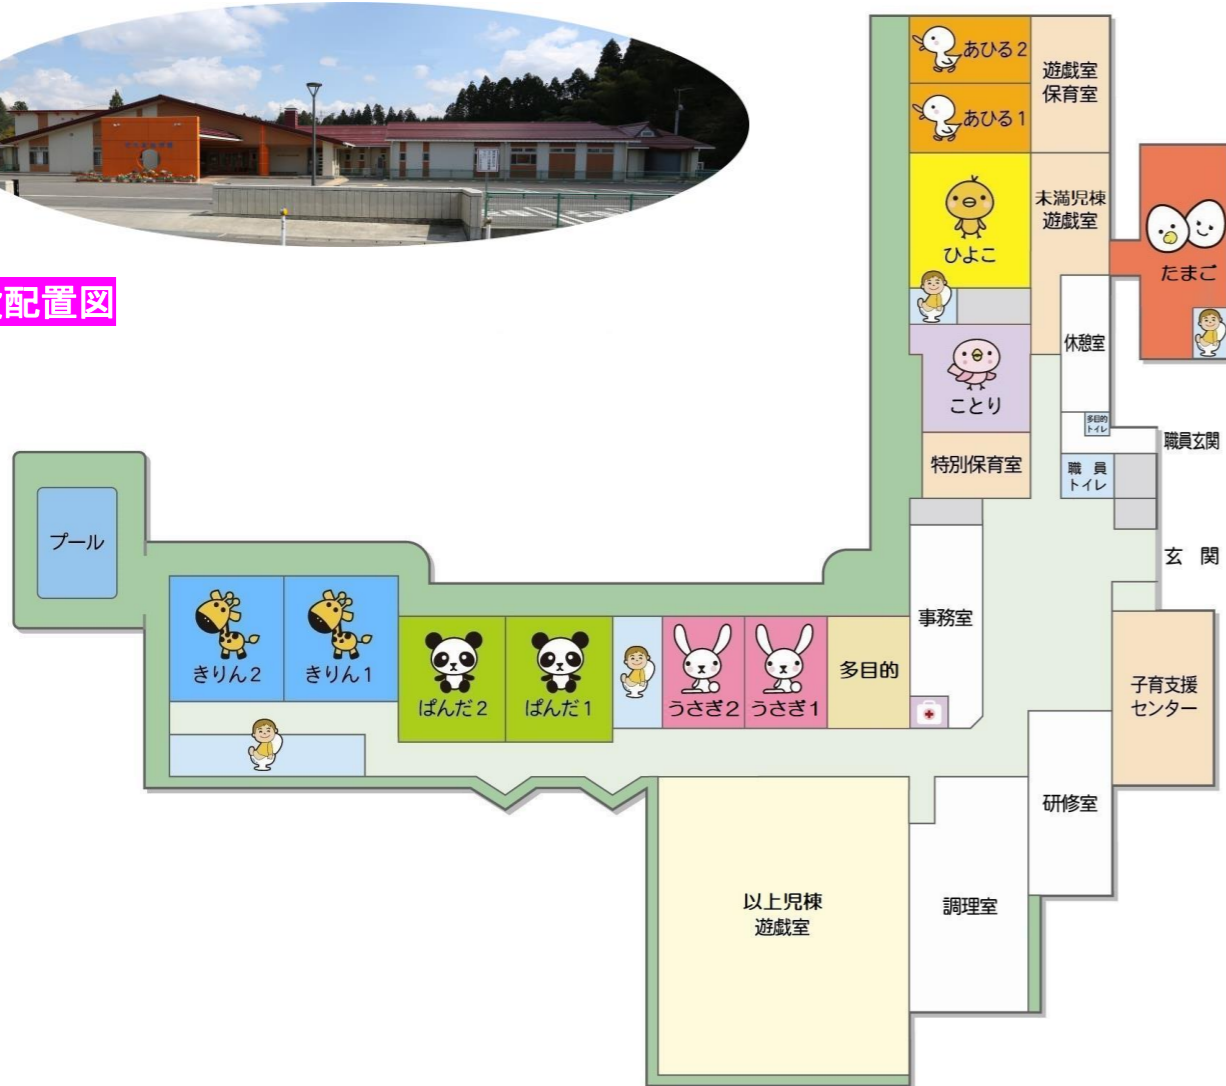 配置図
あひる2
遊戯室
保育室
あひる1
未満児棟
遊戯室
ひよこ
たまご
休憩室
ことり
多目的
トイレ
職員玄関
特別保育室
職 員
トイレ
プール
玄 関
事務室
きりん2
きりん1
ぱんだ2
ぱんだ1
うさぎ2
うさぎ1
多目的
子育支援
センター
研修室
以上児棟
遊戯室
調理室